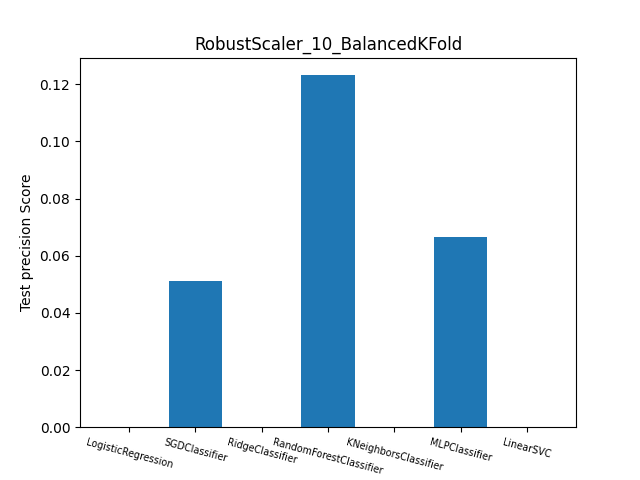 RobustScaler_10_BalancedKFold
Test precision Score
0.12
0.10
0.08
0.06
0.04
0.02
0.00
LogisticRegression
SGDClassifier
RidgeClassifier
RandomForestClassifier
KNeighborsClassifier
MLPClassifier
LinearSVC